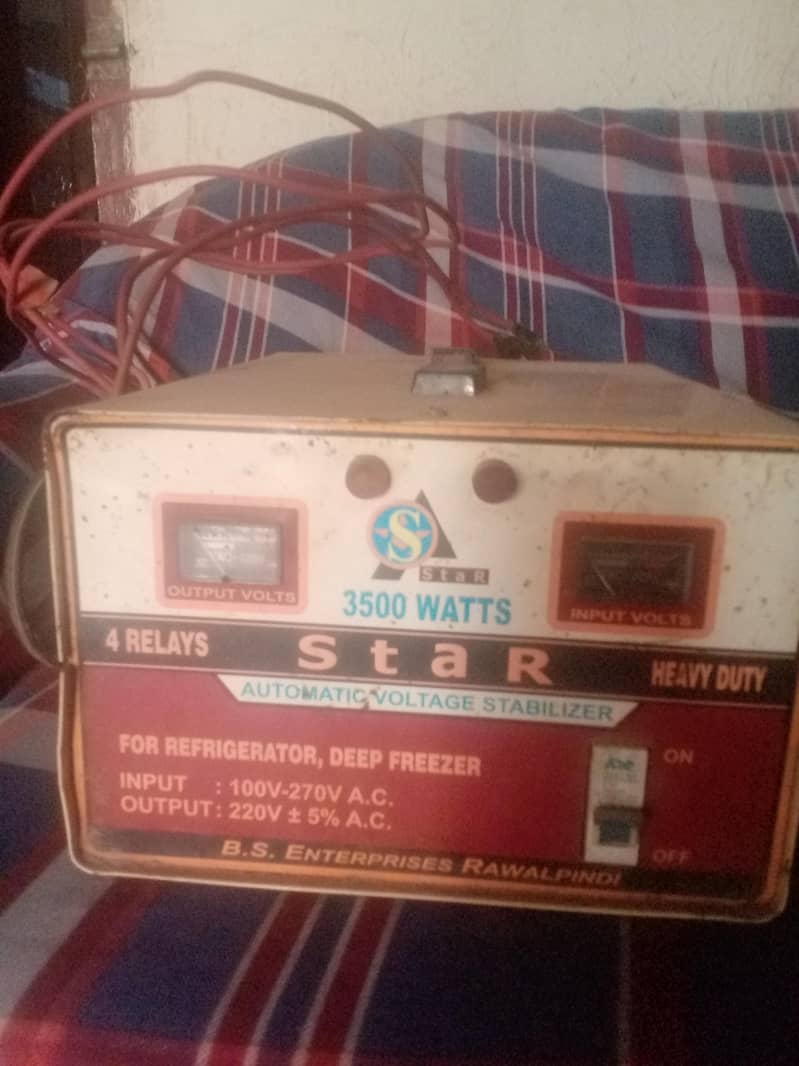 S
StaR
OUTPUT VOLTS
3500 WATTS
INPUT VOLTS
4 RELAYS
StaR
HEAVY DUTY
AUTOMATIC VOLTAGE STABILIZER
FOR REFRIGERATOR, DEEP FREEZER
INPUT : 100V-270V A.C.
OUTPUT : 220V ± 5% A.C.
ON
OFF
B.S. ENTERPRISES RAWALPINDI